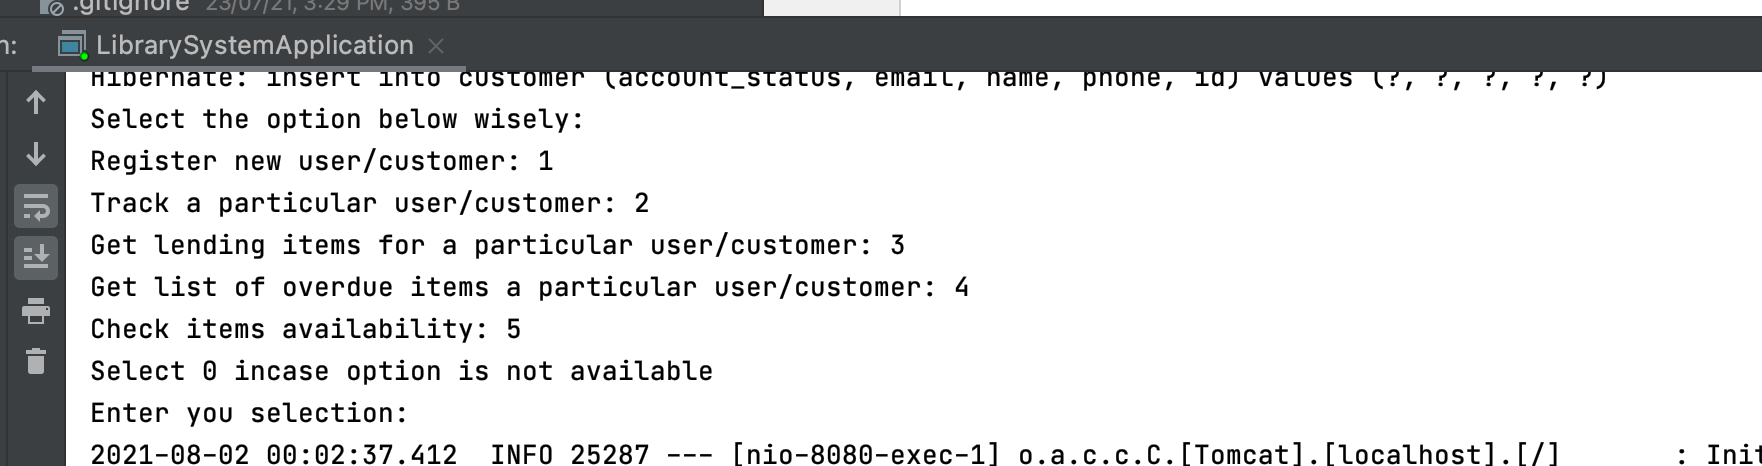 .gitignore 23/07/21, 3:29 PM, 395 B
n: LibrarySystemApplication
Hibernate: insert into customer (account_status, email, name, phone, id) values (?, ?, ?, ?, ?)
Select the option below wisely:
Register new user/customer: 1
Track a particular user/customer: 2
Get lending items for a particular user/customer: 3
Get list of overdue items a particular user/customer: 4
Check items availability: 5
Select 0 incase option is not available
Enter you selection:
2021-08-02 00:02:37.412  INFO 25287 --- [nio-8080-exec-1] o.a.c.c.C.[Tomcat].[localhost].[/]       : Ini